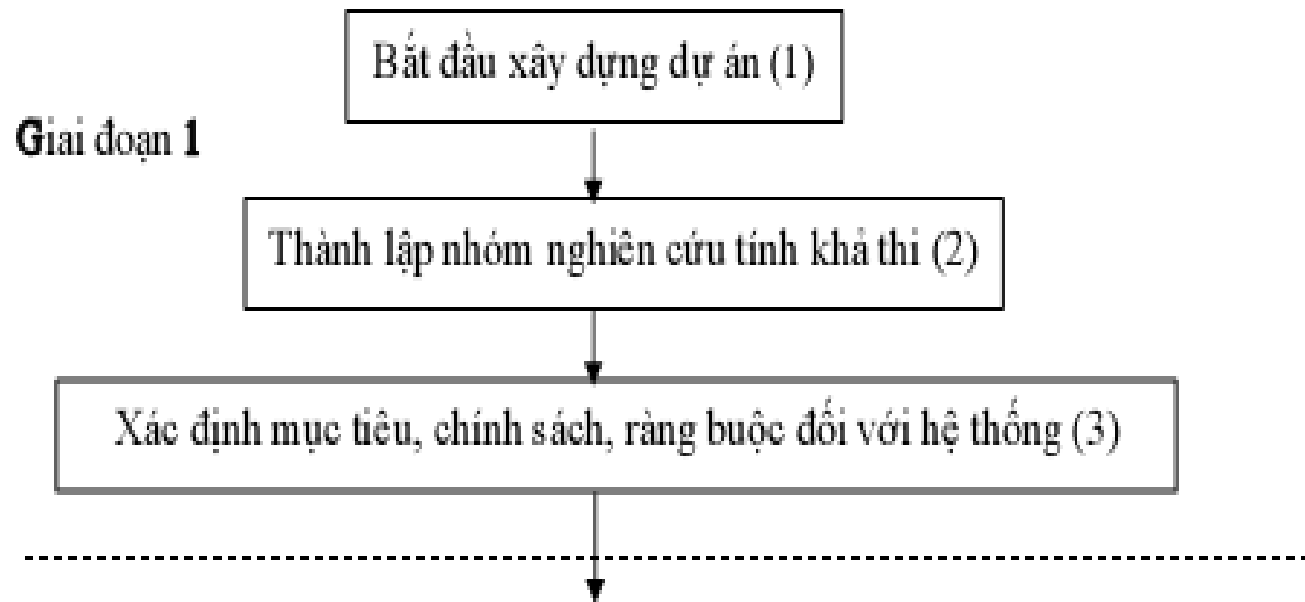 Bắt đầu xây dựng dự án (1)
Giai đoạn 1
Thành lập nhóm nghiên cứu tính khả thi (2)
Xác định mục tiêu, chính sách, ràng buộc đối với hệ thống (3)